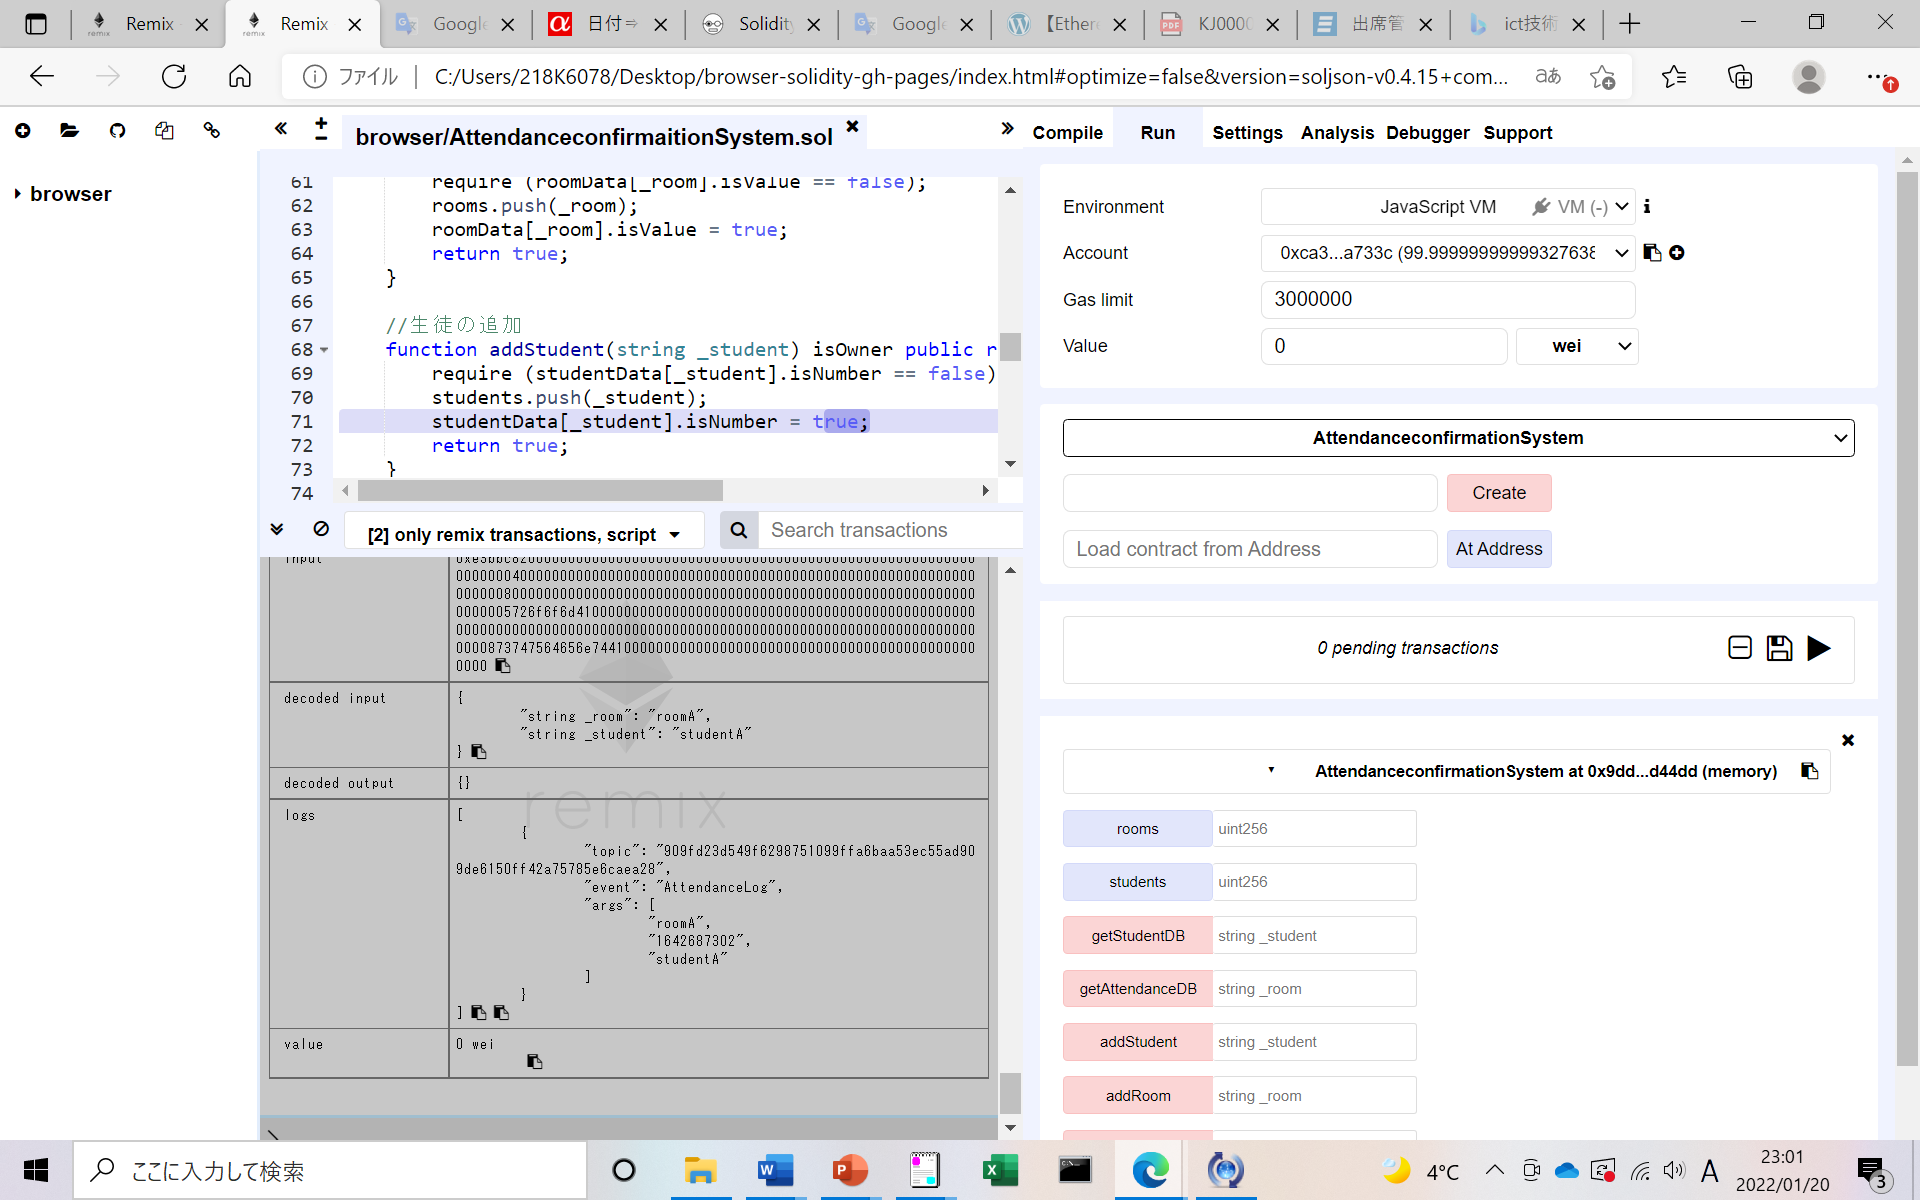 Remix
Remix
Google
日付⇒
Solidity
Google
【Ether
KJ000
出席管
ict技術
ファイル
C:/Users/218K6078/Desktop/browser-solidity-gh-pages/index.html#optimize=false&version=soljson-v0.4.15+com...
browser
browser/AttendanceconfirmaitionSystem.sol
61 require (roomData[_room].isValue == false);
62 rooms.push(_room);
63 roomData[_room].isValue = true;
64 return true;
65 }
66
67 //生徒の追加
68 function addStudent(string _student) isOwner public r
69 require (studentData[_student].isNumber == false)
70 students.push(_student);
71 studentData[_student].isNumber = true;
72 return true;
73 }
74
[2] only remix transactions, script
Search transactions
input
decoded input
{
"string _room": "roomA",
"string _student": "studentA"
}
decoded output
{}
remix
logs
[
{
"topic": "909fd23d549f6298751099ffa6baa53ec55ad90
9de6150ff42a75785e6caea28",
"event": "AttendanceLog",
"args": [
"roomA",
"1642687302",
"studentA"
]
}
]
value
0 wei
Compile
Run
Settings
Analysis
Debugger
Support
Environment
JavaScript VM
VM (-)
Account
0xca3...a733c (99.99999999999327638
Gas limit
3000000
Value
0
wei
AttendanceconfirmationSystem
Create
Load contract from Address
At Address
0 pending transactions
AttendanceconfirmationSystem at 0x9dd...d44dd (memory)
rooms
uint256
students
uint256
getStudentDB
string _student
getAttendanceDB
string _room
addStudent
string _student
addRoom
string _room
ここに入力して検索
4°C
A
23:01
2022/01/20
3